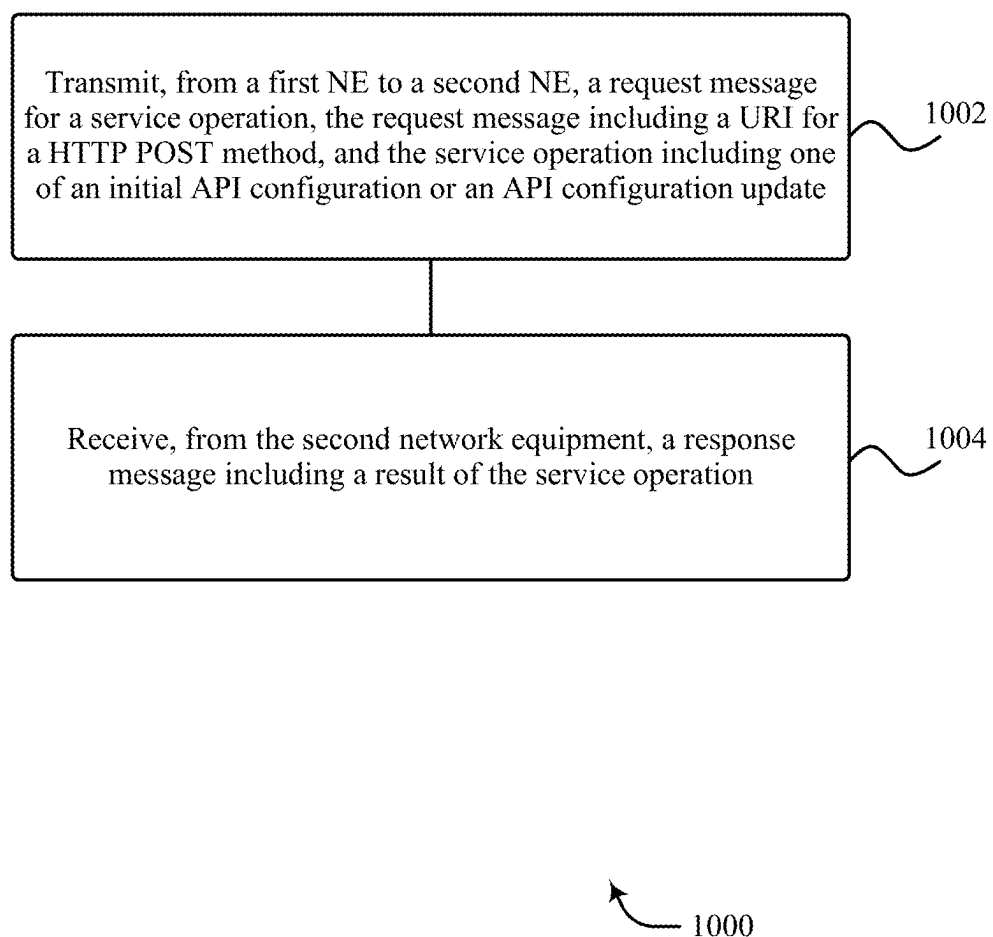 Transmit, from a first NE to a second NE, a request message
for a service operation, the request message including a URI for
a HTTP POST method, and the service operation including one
of an initial API configuration or an API configuration update
1002
Receive, from the second network equipment, a response
message including a result of the service operation
1004
1000